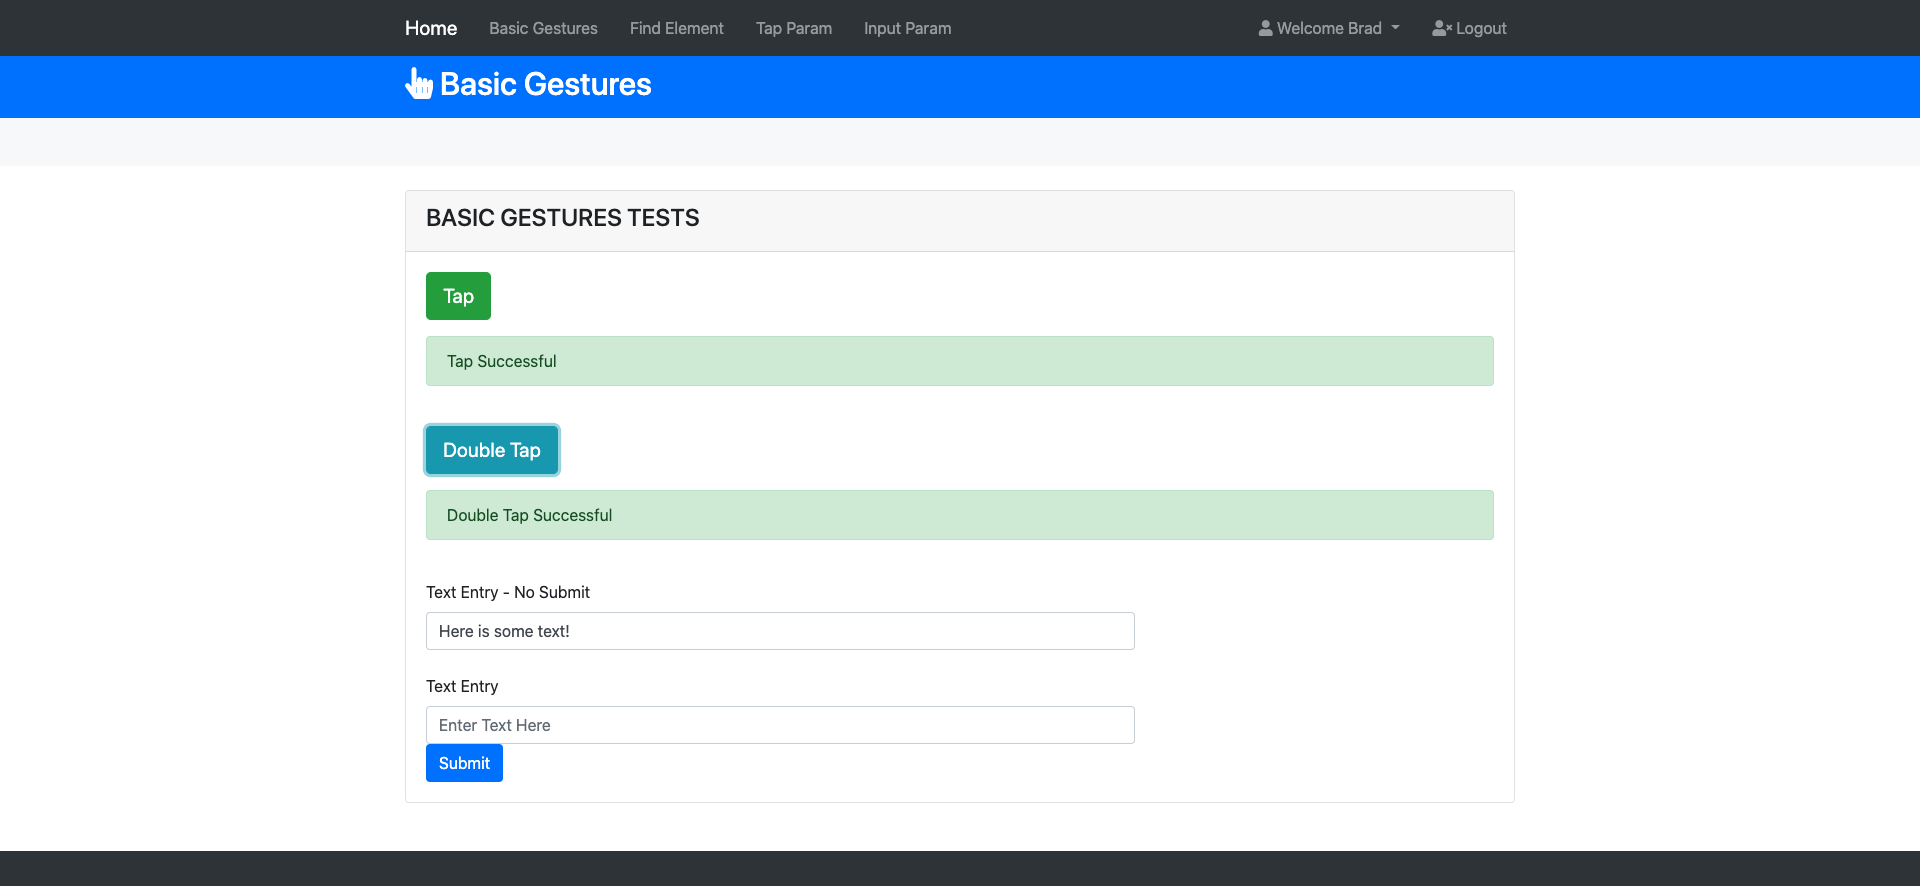 Home Basic Gestures Find Element Tap Param Input Param Welcome Brad Logout
Basic Gestures
BASIC GESTURES TESTS
Tap
Tap Successful
Double Tap
Double Tap Successful
Text Entry - No Submit
Here is some text!
Text Entry
Enter Text Here
Submit